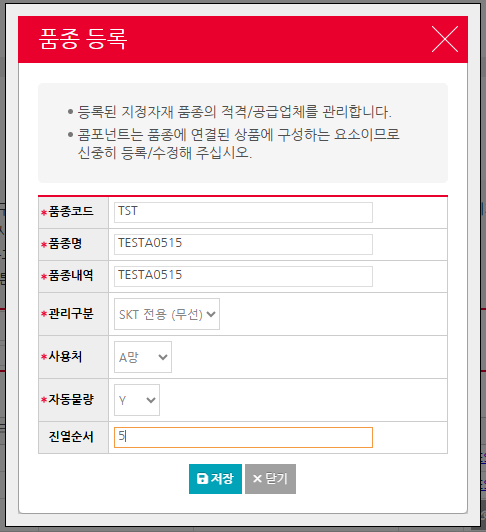 품종 등록
등록된 지정자재 품종의 적격/공급업체를 관리합니다.
콤포넌트는 품종에 연결된 상품에 구성하는 요소이므로
신중히 등록/수정해 주십시오.
*품종코드 TST
*품종명 TESTA0515
*품종내역 TESTA0515
*관리구분 SKT 전용 (무선)
*사용처 A망
*자동물량 Y
진열순서 5
저장 닫기